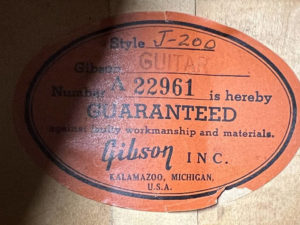 Style J-200
Gibson GUITAR
Number A 22961 is hereby
GUARANTEED
against faulty workmanship and materials.
Gibson INC.
KALAMAZOO, MICHIGAN,
U.S.A.